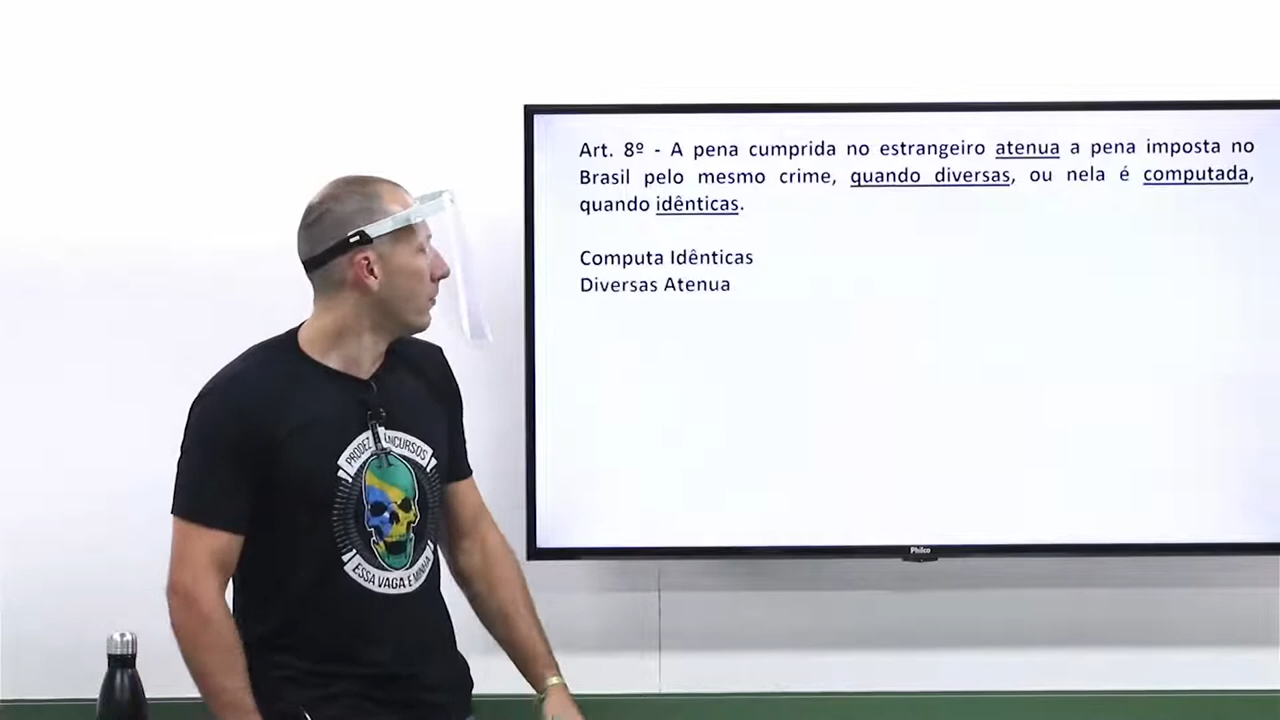 Art. 8º - A pena cumprida no estrangeiro atenua a pena imposta no
Brasil pelo mesmo crime, quando diversas, ou nela é computada,
quando idênticas.
Computa Idênticas
Diversas Atenua
Philco
ESSA VAGA E MINHA